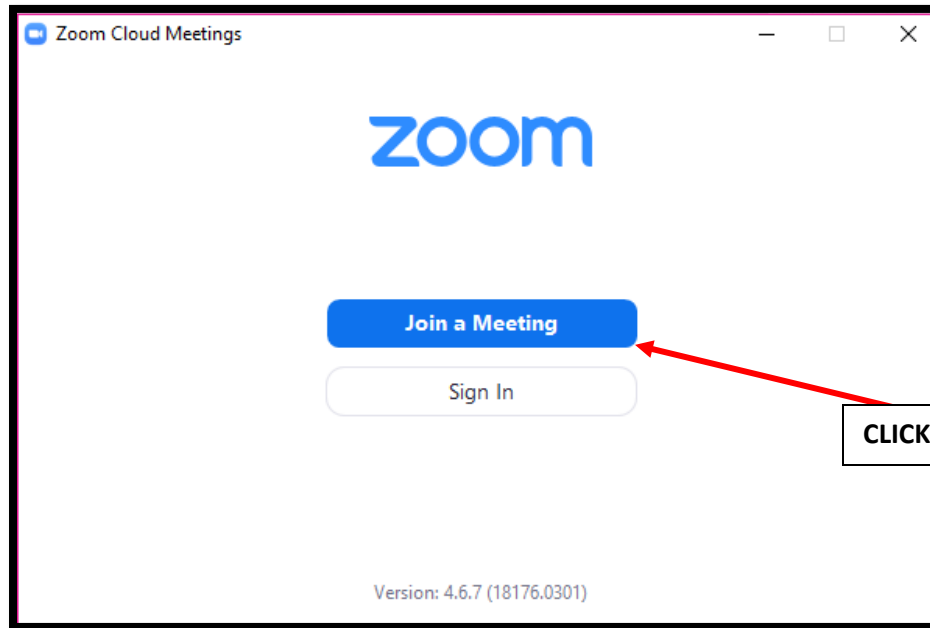 Zoom Cloud Meetings
zoom
Join a Meeting
Sign In
CLICK
Version: 4.6.7 (18176.0301)